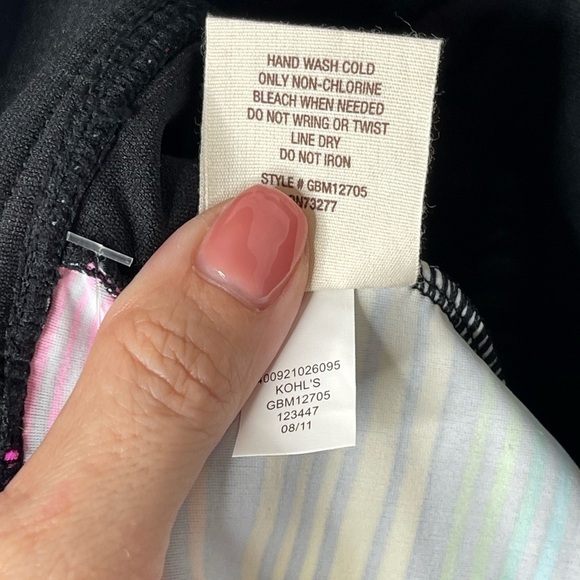 HAND WASH COLD
ONLY NON-CHLORINE
BLEACH WHEN NEEDED
DO NOT WRING OR TWIST
LINE DRY
DO NOT IRON
STYLE # GBM12705
00921026095
KOHL'S
GBM12705
123447
08/11